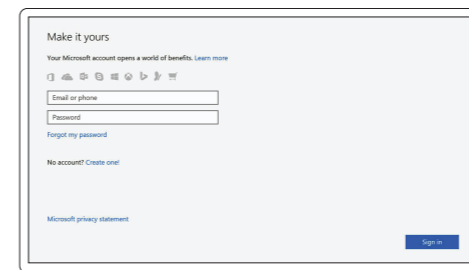 Make it yours
Your Microsoft account opens a world of benefits. Learn more
Email or phone
Password
Forgot my password
No account? Create one!
Microsoft privacy statement
Sign in